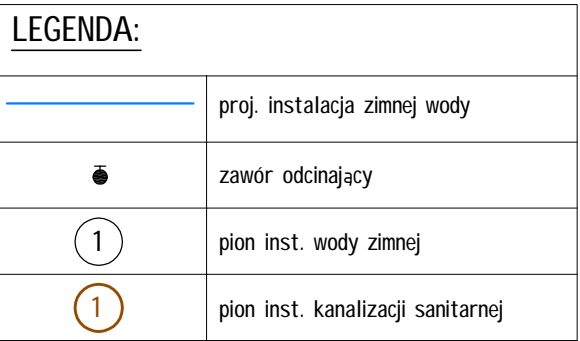 LEGENDA:
proj. instalacja zimnej wody
zawór odcinający
1 pion inst. wody zimnej
1 pion inst. kanalizacji sanitarnej